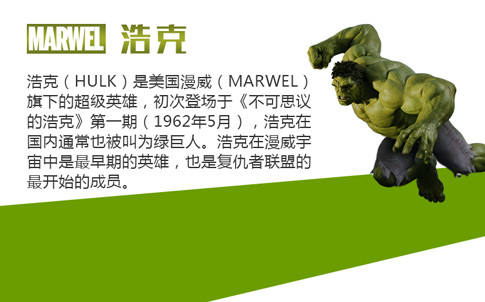 MARWEL 浩克
浩克（HULK）是美国漫威（MARWEL）
旗下的超级英雄，初次登场于《不可思议
的浩克》第一期（1962年5月），浩克在
国内通常也被叫为绿巨人。浩克在漫威宇
宙中是最早期的英雄，也是复仇者联盟的
最开始的成员。